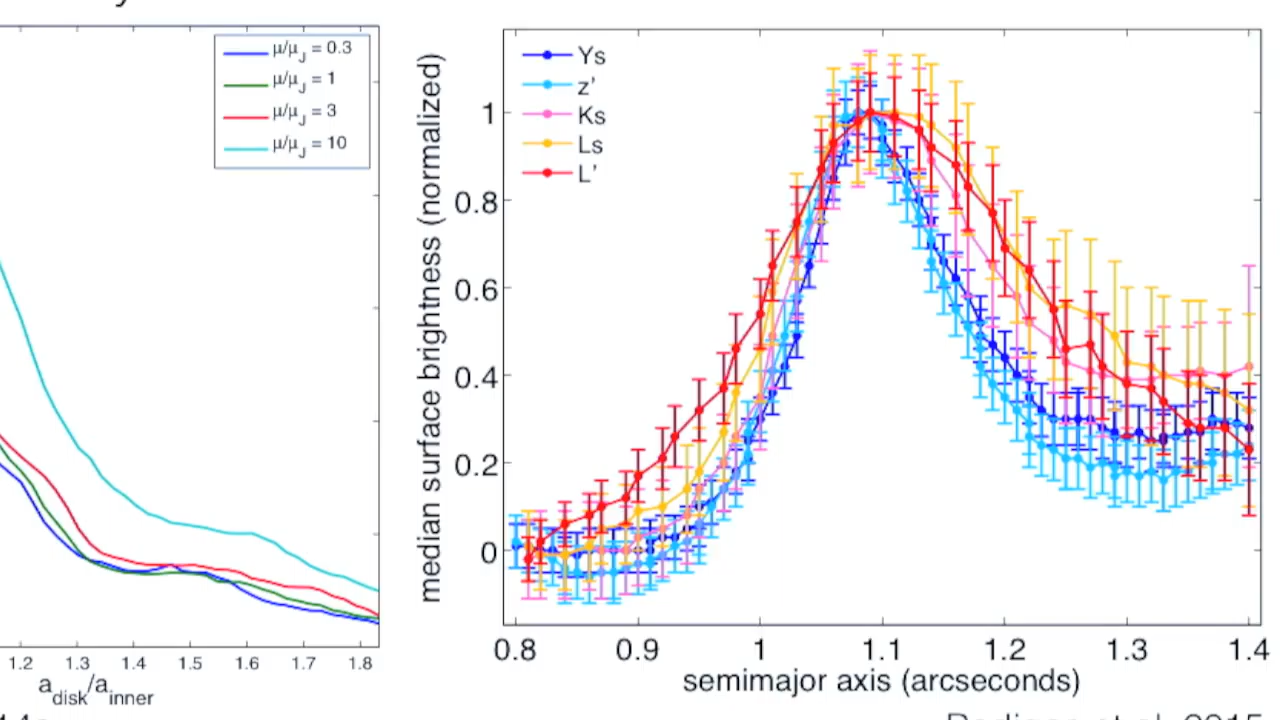 μ/μJ = 0.3
μ/μJ = 1
μ/μJ = 3
μ/μJ = 10
1.2 1.3 1.4 1.5 1.6 1.7 1.8
adisk/ainner
median surface brightness (normalized)
Ys
z'
Ks
Ls
L'
1
0.8
0.6
0.4
0.2
0
0.8 0.9 1 1.1 1.2 1.3 1.4
semimajor axis (arcseconds)